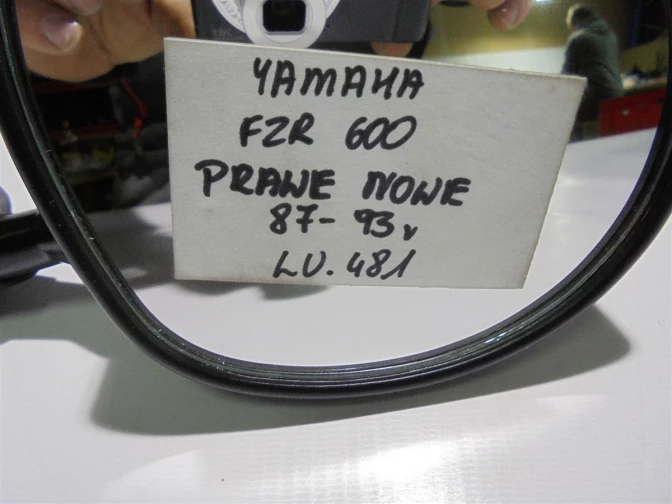 YAMAHA
FZR 600
PRAWE NOWE
87-93r
LU.481